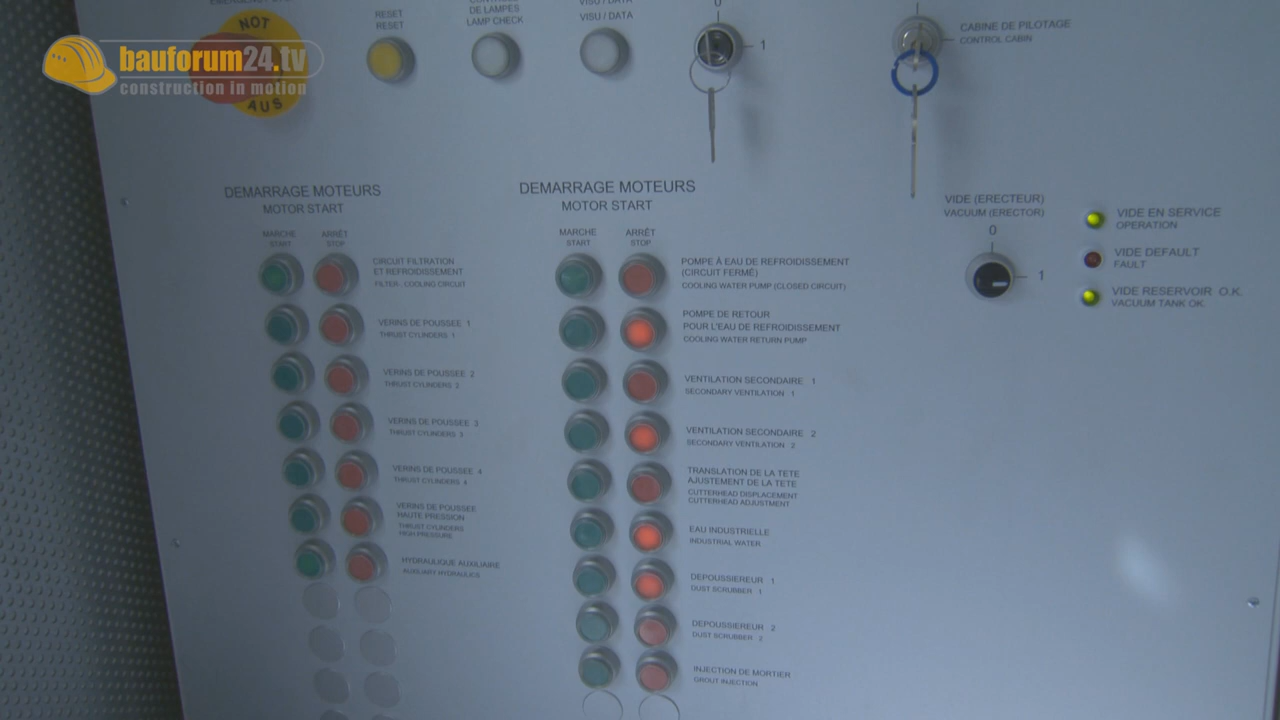 NOT
AUS
bauforum24.tv
construction in motion
RESET
RESET
DE LAMPES
LAMP CHECK
VISU / DATA
VISU / DATA
0
1
CABINE DE PILOTAGE
CONTROL CABIN
DEMARRAGE MOTEURS
MOTOR START
MARCHE
START
ARRÊT
STOP
CIRCUIT FILTRATION
ET REFROIDISSEMENT
FILTER / COOLING CIRCUIT
VERINS DE POUSSEE 1
THRUST CYLINDERS 1
VERINS DE POUSSEE 2
THRUST CYLINDERS 2
VERINS DE POUSSEE 3
THRUST CYLINDERS 3
VERINS DE POUSSEE 4
THRUST CYLINDERS 4
VERINS DE POUSSEE
HAUTE PRESSION
THRUST CYLINDERS
HIGH PRESSURE
HYDRAULIQUE AUXILIAIRE
AUXILIARY HYDRAULICS
DEMARRAGE MOTEURS
MOTOR START
MARCHE
START
ARRÊT
STOP
POMPE À EAU DE REFROIDISSEMENT
(CIRCUIT FERMÉ)
COOLING WATER PUMP (CLOSED CIRCUIT)
POMPE DE RETOUR
POUR L'EAU DE REFROIDISSEMENT
COOLING WATER RETURN PUMP
VENTILATION SECONDAIRE 1
SECONDARY VENTILATION 1
VENTILATION SECONDAIRE 2
SECONDARY VENTILATION 2
TRANSLATION DE LA TETE
AJUSTEMENT DE LA TETE
CUTTERHEAD DISPLACEMENT
CUTTERHEAD ADJUSTMENT
EAU INDUSTRIELLE
INDUSTRIAL WATER
DEPOUSSIEREUR 1
DUST SCRUBBER 1
DEPOUSSIEREUR 2
DUST SCRUBBER 2
INJECTION DE MORTIER
GROUT INJECTION
VIDE (ERECTEUR)
VACUUM (ERECTOR)
0
1
VIDE EN SERVICE
OPERATION
VIDE DEFAULT
FAULT
VIDE RESERVOIR O.K.
VACUUM TANK OK.